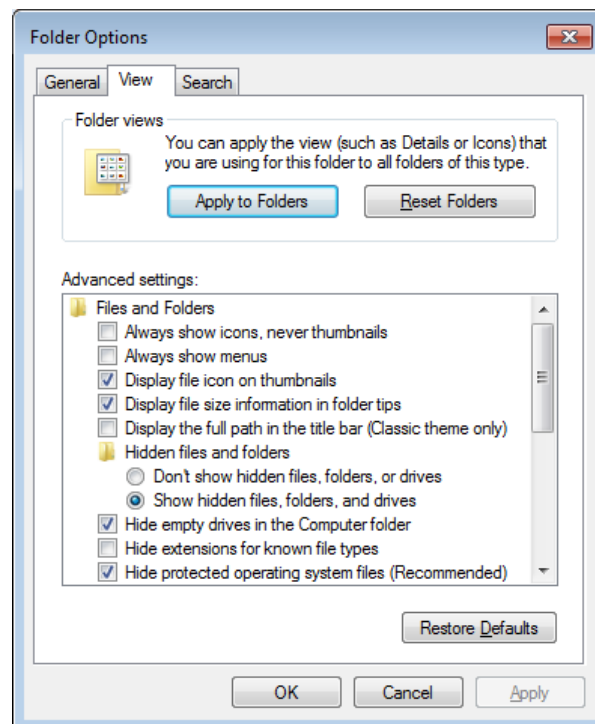 Folder Options
General
View
Search
Folder views
You can apply the view (such as Details or Icons) that
you are using for this folder to all folders of this type.
Apply to Folders
Reset Folders
Advanced settings:
Files and Folders
Always show icons, never thumbnails
Always show menus
Display file icon on thumbnails
Display file size information in folder tips
Display the full path in the title bar (Classic theme only)
Hidden files and folders
Don't show hidden files, folders, or drives
Show hidden files, folders, and drives
Hide empty drives in the Computer folder
Hide extensions for known file types
Hide protected operating system files (Recommended)
Restore Defaults
OK
Cancel
Apply